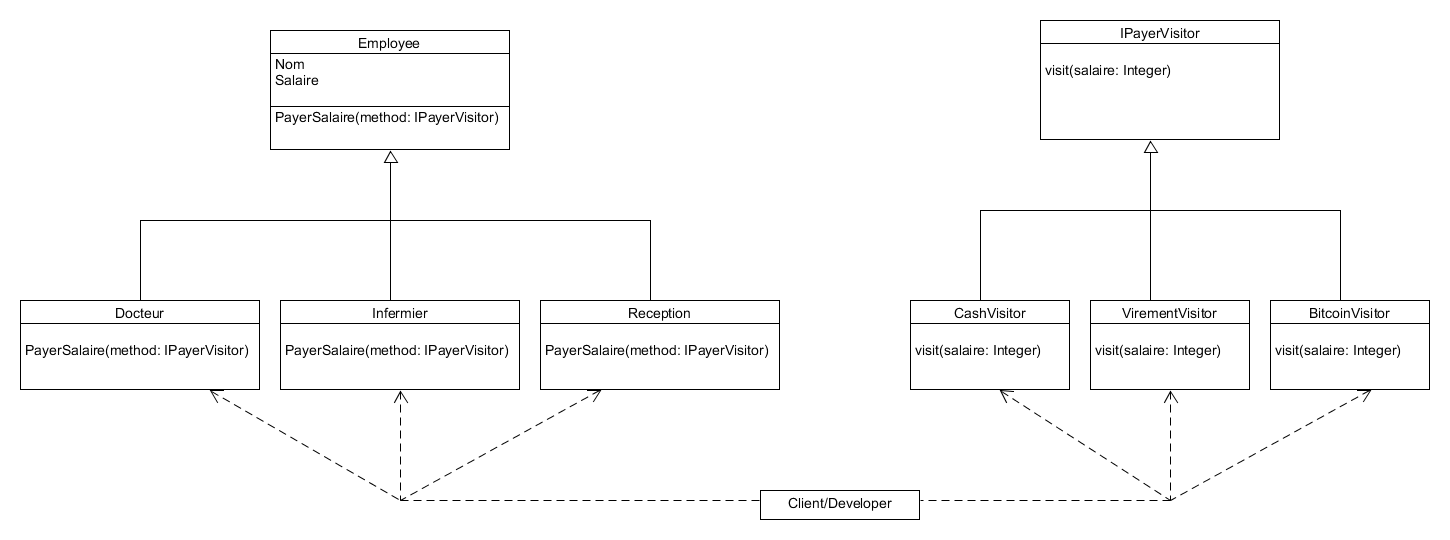 Employee
Nom
Salaire
PayerSalaire(method: IPayerVisitor)
IPayerVisitor
visit(salaire: Integer)
Docteur
PayerSalaire(method: IPayerVisitor)
Infermier
PayerSalaire(method: IPayerVisitor)
Reception
PayerSalaire(method: IPayerVisitor)
CashVisitor
visit(salaire: Integer)
VirementVisitor
visit(salaire: Integer)
BitcoinVisitor
visit(salaire: Integer)
Client/Developer